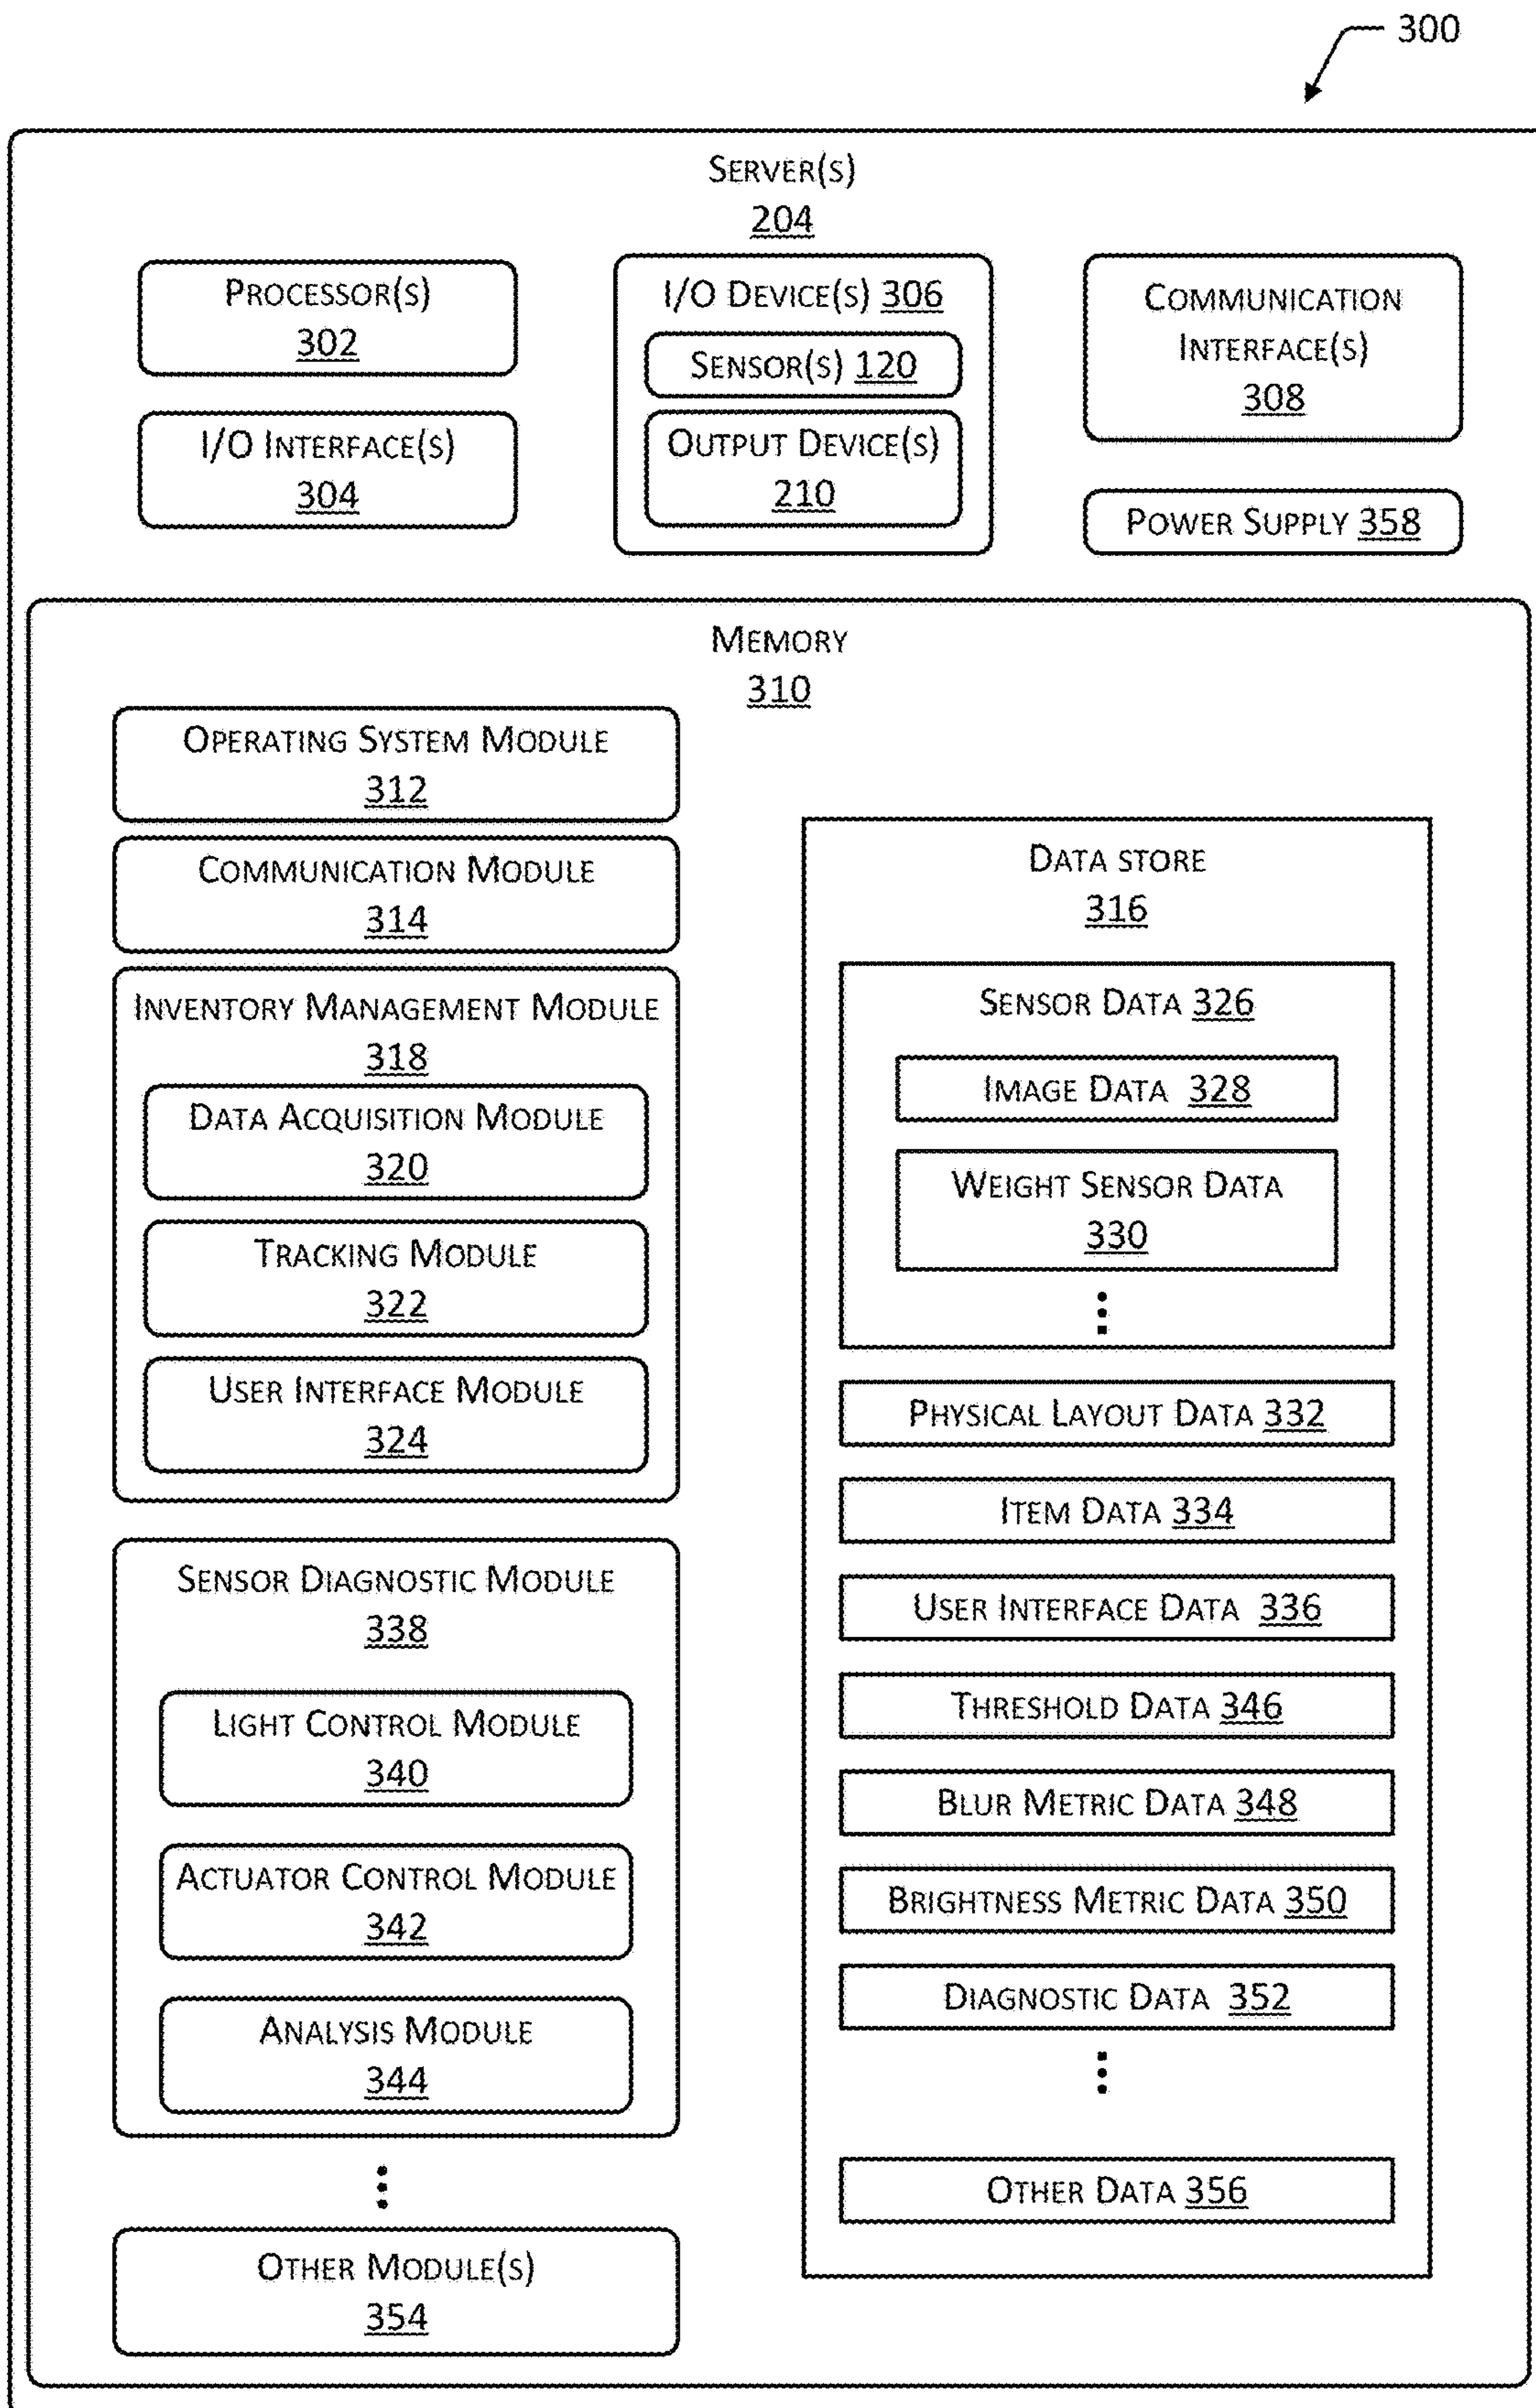 300
SERVER(S)
204
PROCESSOR(S)
302
I/O INTERFACE(S)
304
I/O DEVICE(S) 306
SENSOR(S) 120
OUTPUT DEVICE(S)
210
COMMUNICATION
INTERFACE(S)
308
POWER SUPPLY 358
MEMORY
310
OPERATING SYSTEM MODULE
312
COMMUNICATION MODULE
314
INVENTORY MANAGEMENT MODULE
318
DATA ACQUISITION MODULE
320
TRACKING MODULE
322
USER INTERFACE MODULE
324
SENSOR DIAGNOSTIC MODULE
338
LIGHT CONTROL MODULE
340
ACTUATOR CONTROL MODULE
342
ANALYSIS MODULE
344
OTHER MODULE(S)
354
DATA STORE
316
SENSOR DATA 326
IMAGE DATA 328
WEIGHT SENSOR DATA
330
PHYSICAL LAYOUT DATA 332
ITEM DATA 334
USER INTERFACE DATA 336
THRESHOLD DATA 346
BLUR METRIC DATA 348
BRIGHTNESS METRIC DATA 350
DIAGNOSTIC DATA 352
OTHER DATA 356